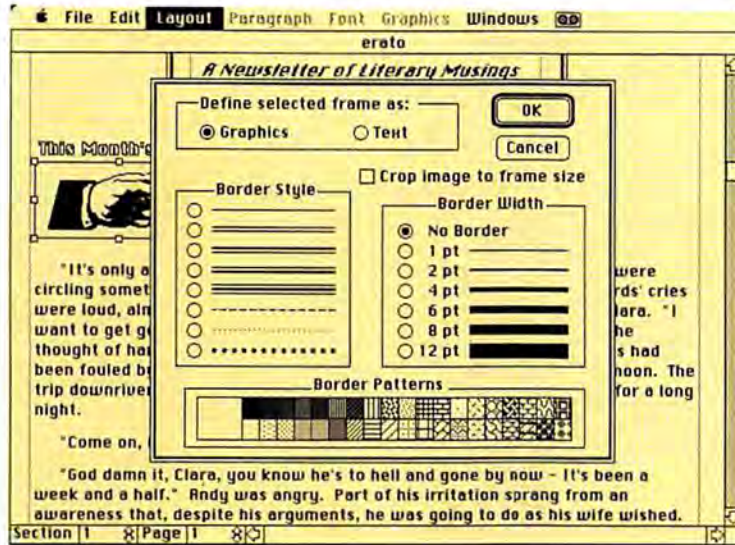 File Edit Layout Paragraph Font Graphics Windows
erato
A Newsletter of Literary Musings
Define selected frame as:
Graphics Text
OK
Cancel
This Month's
Crop image to frame size
Border Style
Border Width
No Border
1 pt
2 pt
4 pt
6 pt
8 pt
12 pt
Border Patterns
"It's only a were
circling somet rds' cries
were loud, alm lara. "I
want to get go he
thought of har s had
been fouled by noon. The
trip downriver for a long
night.
"Come on,
"God damn it, Clara, you know he's to hell and gone by now - It's been a
week and a half." Andy was angry. Part of his irritation sprang from an
awareness that, despite his arguments, he was going to do as his wife wished.
Section 1 Page 1